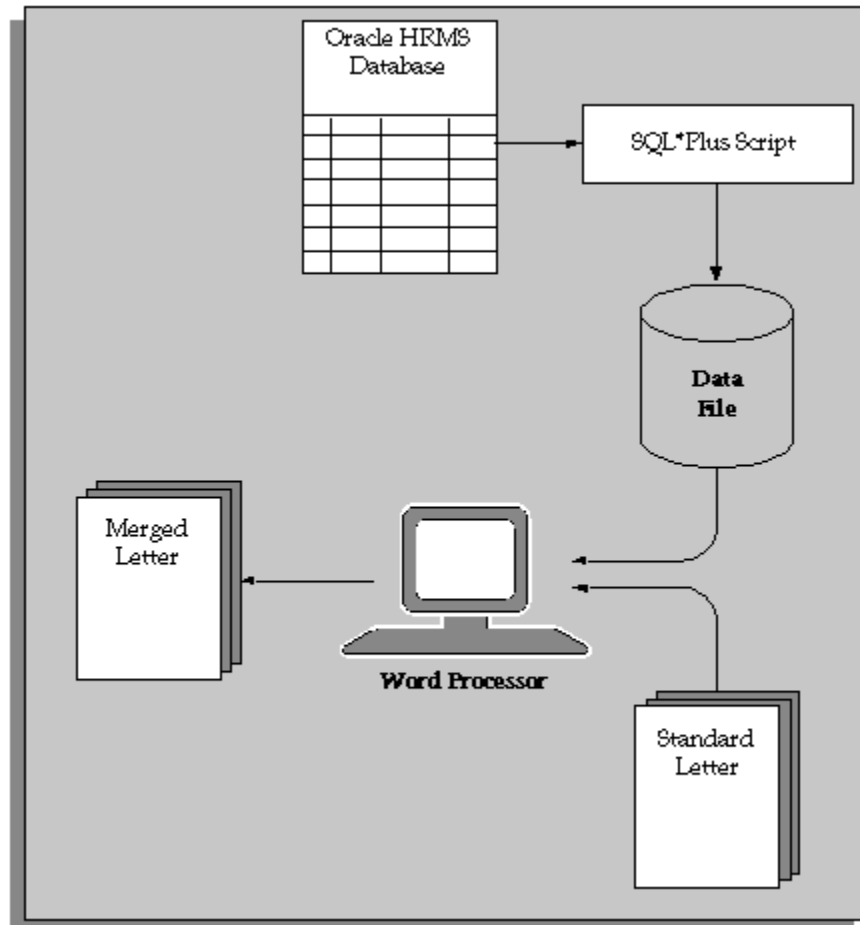 Oracle HRMS
Database
SQL*Plus Script
Data
File
Merged
Letter
Word Processor
Standard
Letter